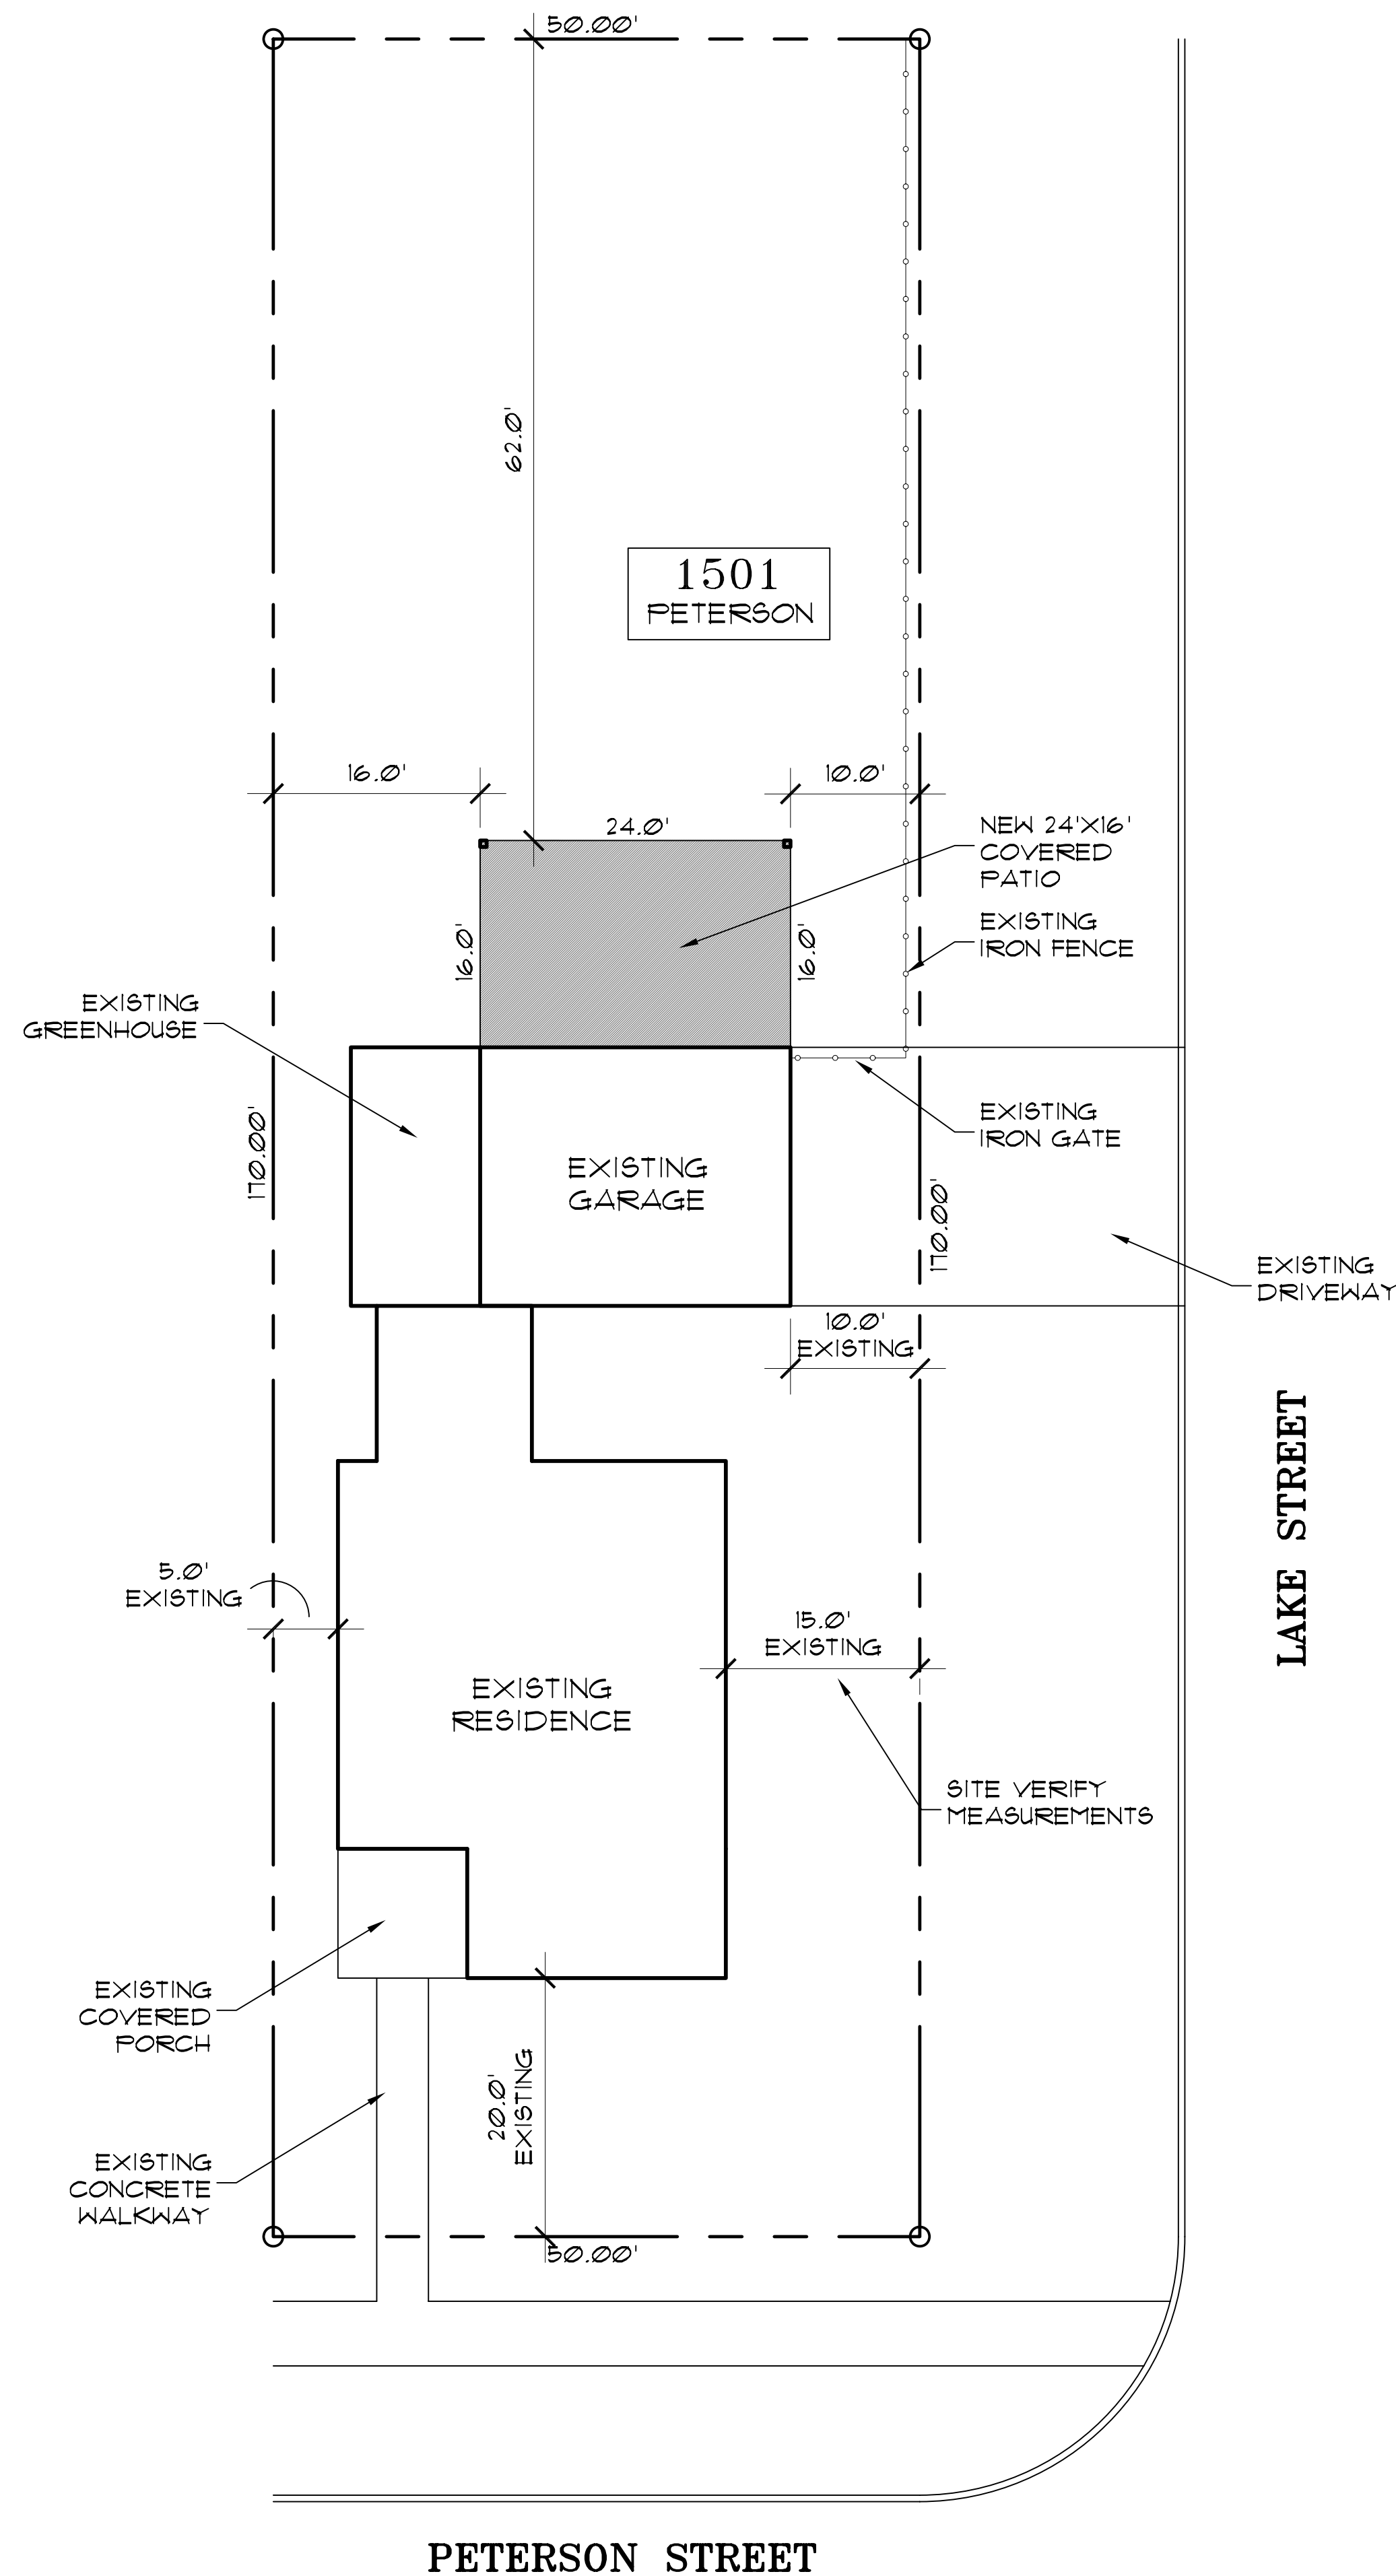 50.00'
62.0'
1501
PETERSON
16.0'
10.0'
24.0'
NEW 24'X16'
COVERED
PATIO
16.0'
16.0'
EXISTING
IRON FENCE
EXISTING
GREENHOUSE
EXISTING
IRON GATE
170.00'
EXISTING
GARAGE
170.00'
EXISTING
DRIVEWAY
10.0'
EXISTING
LAKE STREET
5.0'
EXISTING
15.0'
EXISTING
EXISTING
RESIDENCE
SITE VERIFY
MEASUREMENTS
EXISTING
COVERED
PORCH
20.0'
EXISTING
EXISTING
CONCRETE
WALKWAY
50.00'
PETERSON STREET